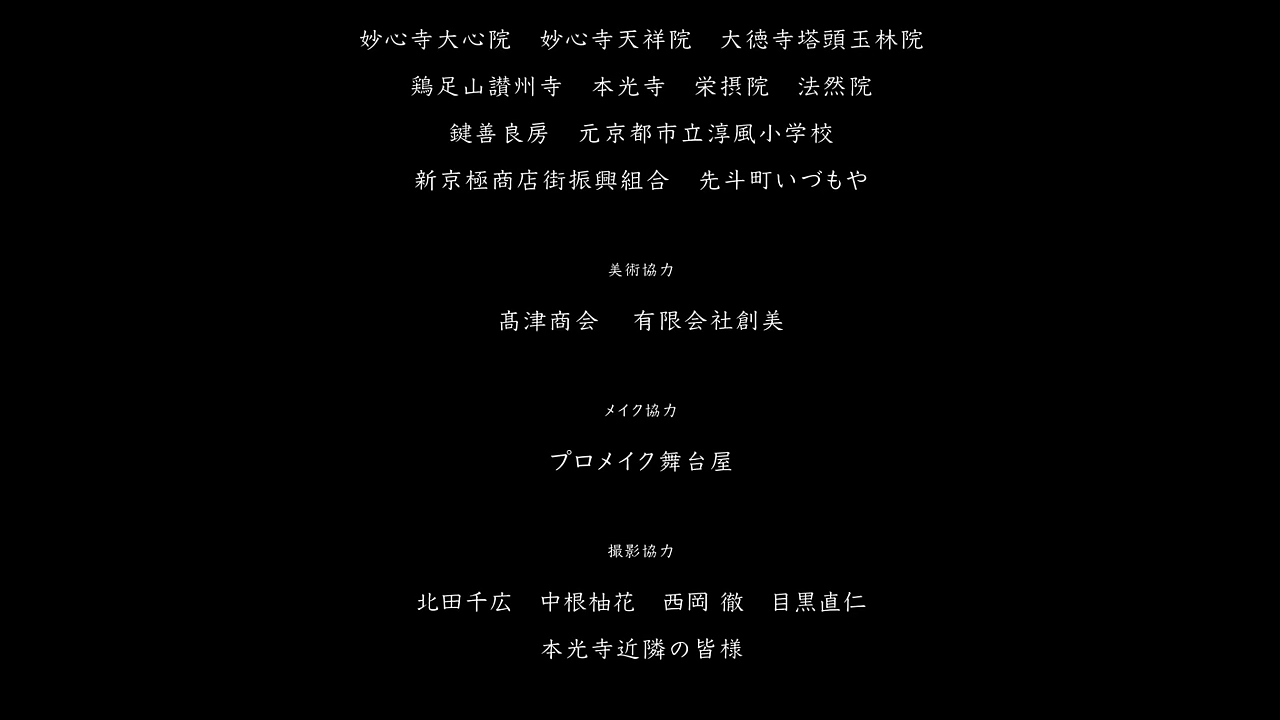 妙心寺大心院　妙心寺天祥院　大徳寺塔頭玉林院
鶏足山讃州寺　本光寺　栄摂院　法然院
鍵善良房　元京都市立淳風小学校
新京極商店街振興組合　先斗町いづもや
美術協力
髙津商会　有限会社創美
メイク協力
プロメイク舞台屋
撮影協力
北田千広　中根柚花　西岡 徹　目黒直仁
本光寺近隣の皆様